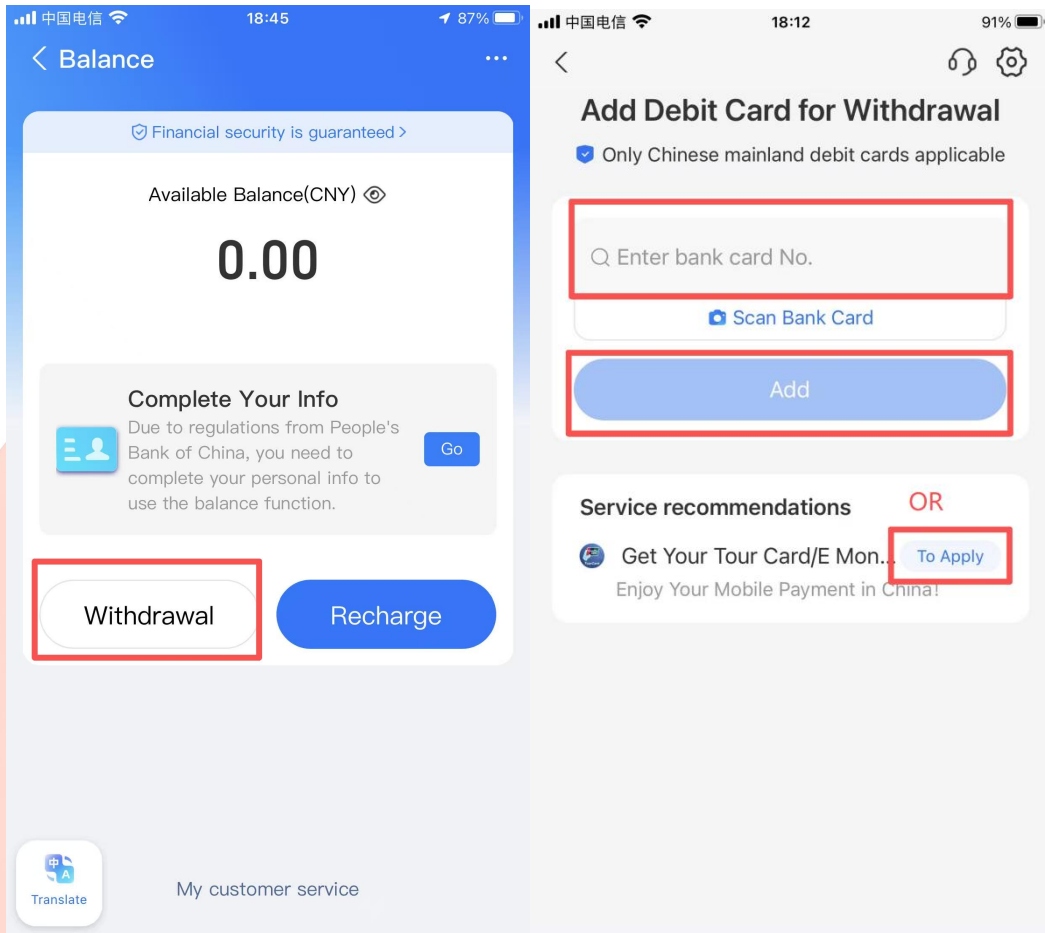 中国电信 18:45 87%
Balance
Financial security is guaranteed >
Available Balance(CNY)
0.00
Complete Your Info
Due to regulations from People's
Bank of China, you need to
complete your personal info to
use the balance function.
Go
Withdrawal
Recharge
中 A
Translate
My customer service
中国电信 18:12 91%
Add Debit Card for Withdrawal
Only Chinese mainland debit cards applicable
Enter bank card No.
Scan Bank Card
Add
Service recommendations
OR
Get Your Tour Card/E Mon...
To Apply
Enjoy Your Mobile Payment in China!